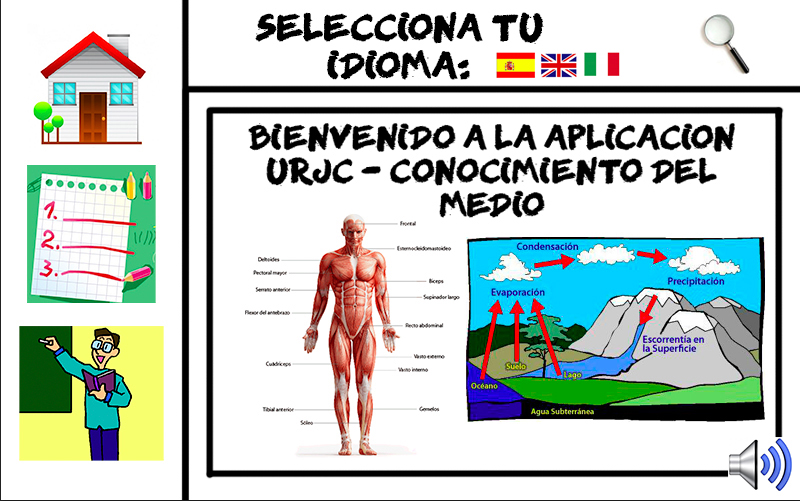 SELECCIONA TU
IDIOMA:
BIENVENIDO A LA APLICACION
URJC - CONOCIMIENTO DEL
MEDIO
1.
2.
3.
Frontal
Esternocleidomastoideo
Deltoides
Pectoral mayor
Biceps
Serrato anterior
Supinador largo
Flexor del antebrazo
Recto abdominal
Vasto externo
Cuádriceps
Vasto interno
Tibial anterior
Gemelos
Sóleo
Condensación
Precipitación
Evaporación
Escorrentía en
la Superficie
Suelo
Lago
Océano
Agua Subterránea